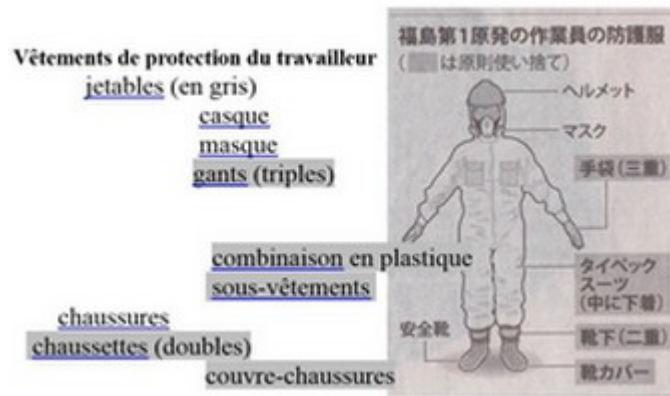 Vêtements de protection du travailleur
jetables (en gris)
casque
masque
gants (triples)
combinaison en plastique
sous-vêtements
chaussures
chaussettes (doubles)
couvre-chaussures
福島第1原発の作業員の防護服
(　は原則使い捨て)
ヘルメット
マスク
手袋(三重)
タイベック
スーツ
(中に下着)
安全靴
靴下(二重)
靴カバー